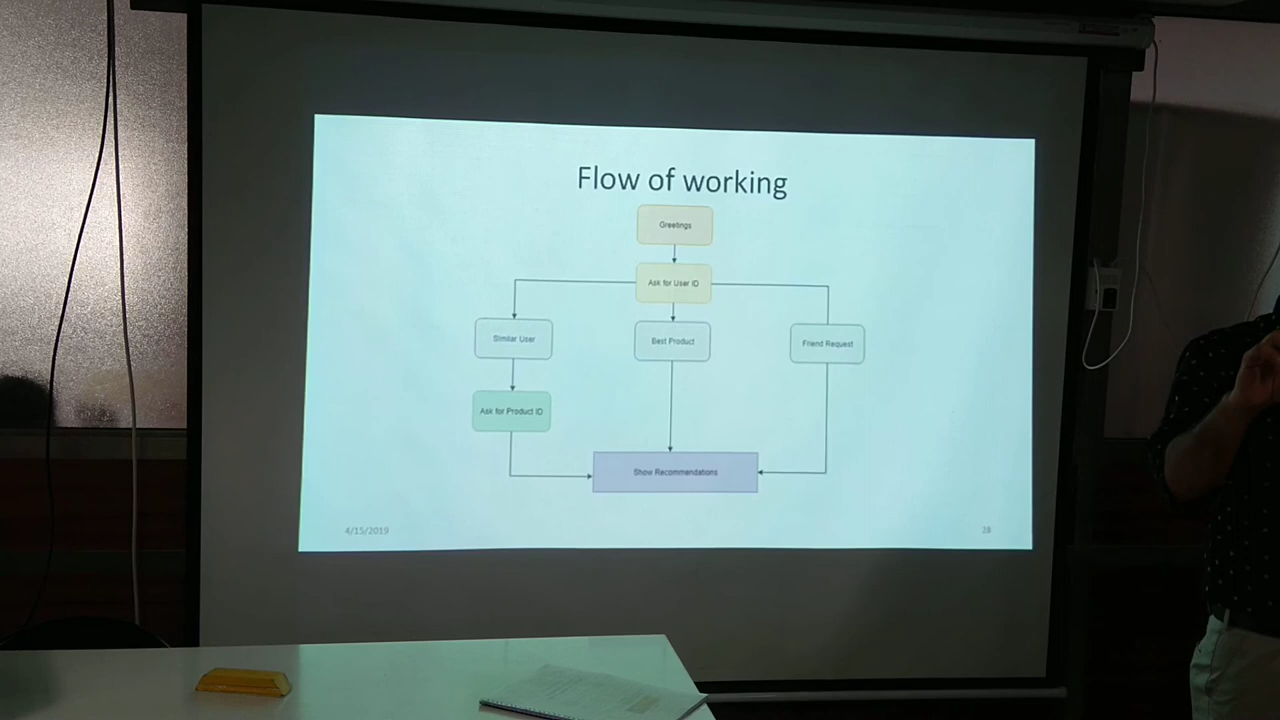 Flow of working
Greetings
Ask for User ID
Similar User
Best Product
Friend Request
Ask for Product ID
Show Recommendations
4/15/2019
28